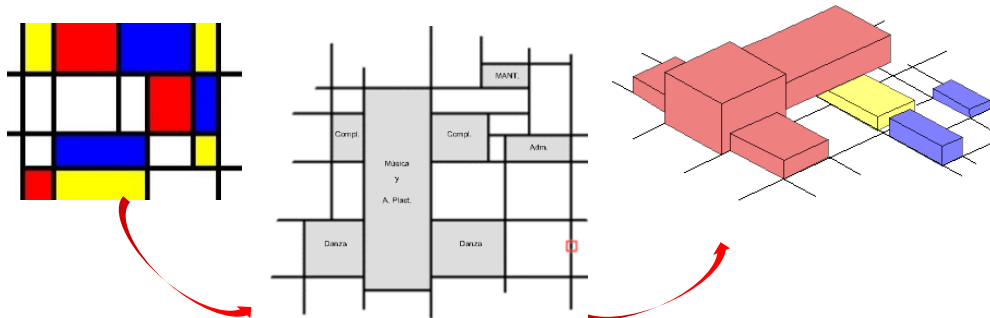 MANT.
Compl.
Compl.
Adm.
Música
y
A. Plast.
Danza
Danza